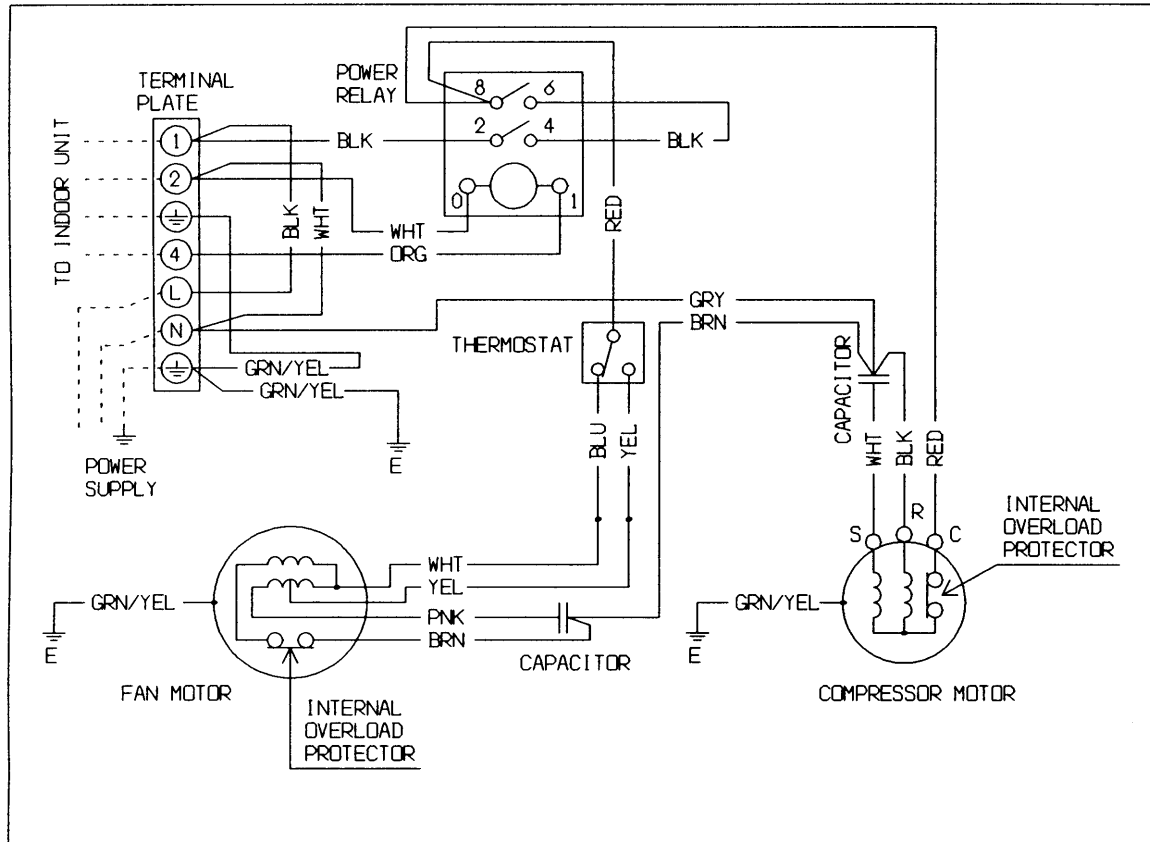 TERMINAL
PLATE
POWER
RELAY
8
6
2
4
0
1
1
2
4
L
N
TO INDOOR UNIT
BLK
BLK
BLK
WHT
WHT
ORG
RED
GRY
BRN
THERMOSTAT
GRN/YEL
GRN/YEL
E
POWER
SUPPLY
BLU
YEL
CAPACITOR
WHT
BLK
RED
S
R
C
INTERNAL
OVERLOAD
PROTECTOR
WHT
YEL
PNK
BRN
GRN/YEL
E
CAPACITOR
GRN/YEL
E
FAN MOTOR
COMPRESSOR MOTOR
INTERNAL
OVERLOAD
PROTECTOR